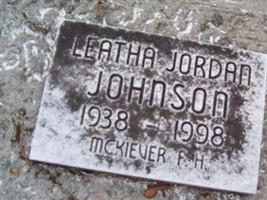 LEATHA JORDAN
JOHNSON
1938 - 1998
MCKIEVER F. H.